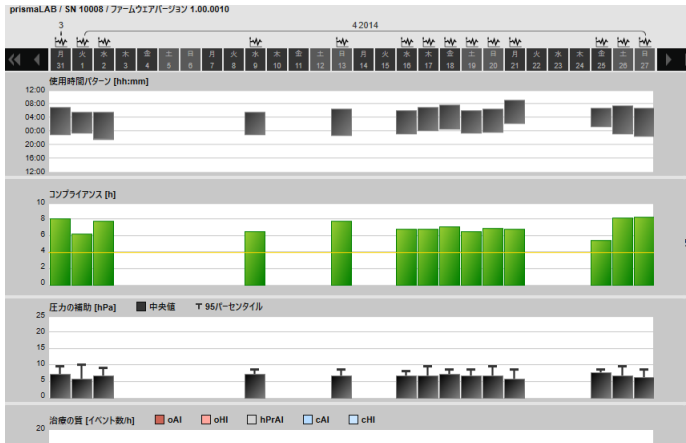 prismaLAB / SN 10008 / ファームウェアバージョン 1.00.0010
3 4 2014
月 火 水 木 金 土 日 月 火 水 木 金 土 日 月 火 水 木 金 土 日 月 火 水 木 金 土 日
31 1 2 3 4 5 6 7 8 9 10 11 12 13 14 15 16 17 18 19 20 21 22 23 24 25 26 27
使用時間パターン [hh:mm]
12:00
08:00
04:00
00:00
20:00
16:00
12:00
コンプライアンス [h]
10
8
6
4
2
0
圧力の補助 [hPa] 中央値 95パーセンタイル
25
20
15
10
5
0
治療の質 [イベント数/h] oAI oHI hPrAI cAI cHI
20